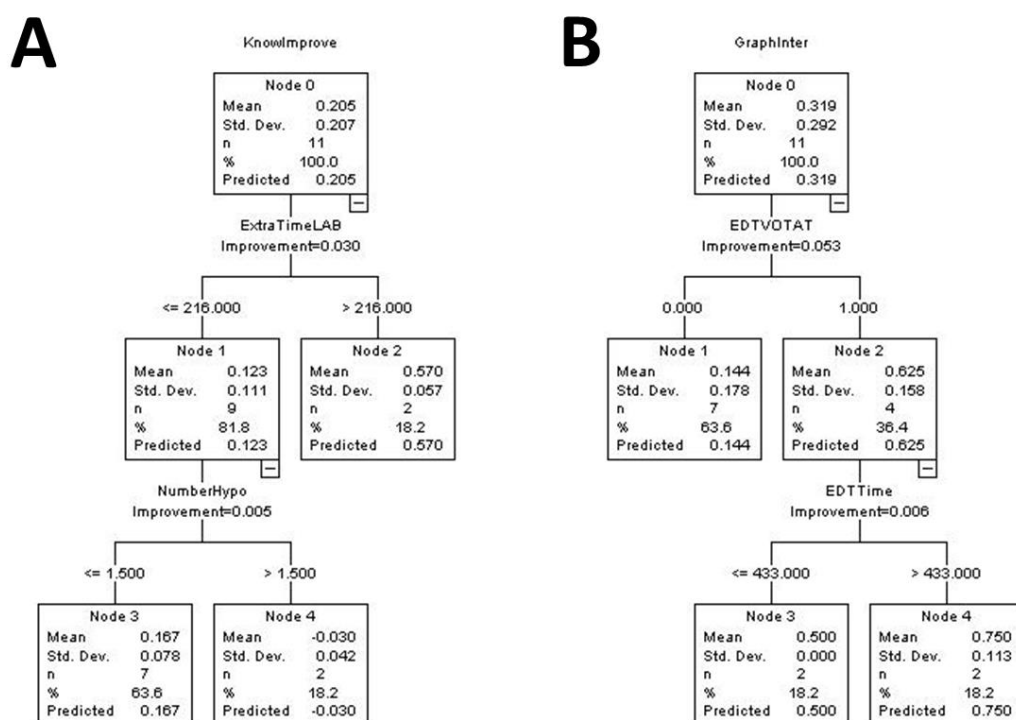 A
KnowImprove
Node 0
Mean 0.205
Std. Dev. 0.207
n 11
% 100.0
Predicted 0.205
ExtraTimeLAB
Improvement=0.030
<= 216.000
> 216.000
Node 1
Mean 0.123
Std. Dev. 0.111
n 9
% 81.8
Predicted 0.123
Node 2
Mean 0.570
Std. Dev. 0.057
n 2
% 18.2
Predicted 0.570
NumberHypo
Improvement=0.005
<= 1.500
> 1.500
Node 3
Mean 0.167
Std. Dev. 0.078
n 7
% 63.6
Predicted 0.167
Node 4
Mean -0.030
Std. Dev. 0.042
n 2
% 18.2
Predicted -0.030
B
GraphInter
Node 0
Mean 0.319
Std. Dev. 0.292
n 11
% 100.0
Predicted 0.319
EDTVOTAT
Improvement=0.053
0.000
1.000
Node 1
Mean 0.144
Std. Dev. 0.178
n 7
% 63.6
Predicted 0.144
Node 2
Mean 0.625
Std. Dev. 0.158
n 4
% 36.4
Predicted 0.625
EDTTime
Improvement=0.006
<= 433.000
> 433.000
Node 3
Mean 0.500
Std. Dev. 0.000
n 2
% 18.2
Predicted 0.500
Node 4
Mean 0.750
Std. Dev. 0.113
n 2
% 18.2
Predicted 0.750